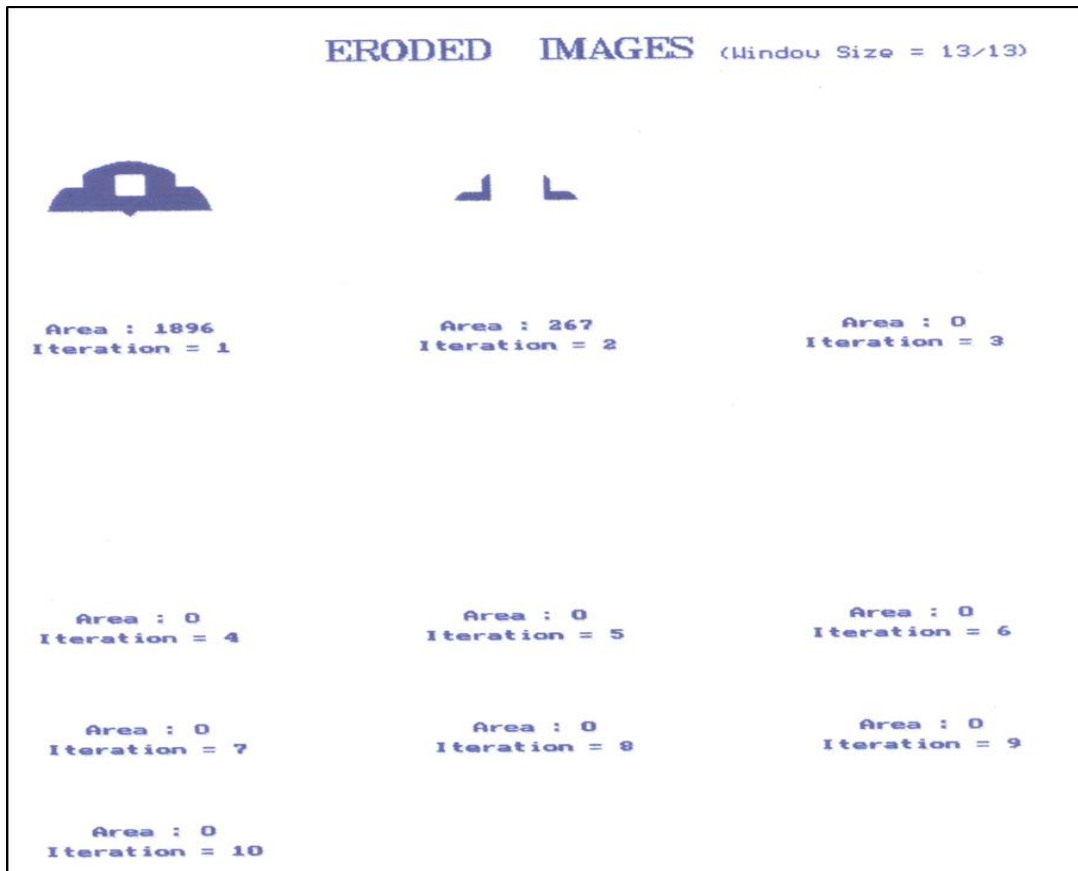 ERODED IMAGES (Window Size = 13/13)
Area : 1896
Iteration = 1
Area : 267
Iteration = 2
Area : 0
Iteration = 3
Area : 0
Iteration = 4
Area : 0
Iteration = 5
Area : 0
Iteration = 6
Area : 0
Iteration = 7
Area : 0
Iteration = 8
Area : 0
Iteration = 9
Area : 0
Iteration = 10